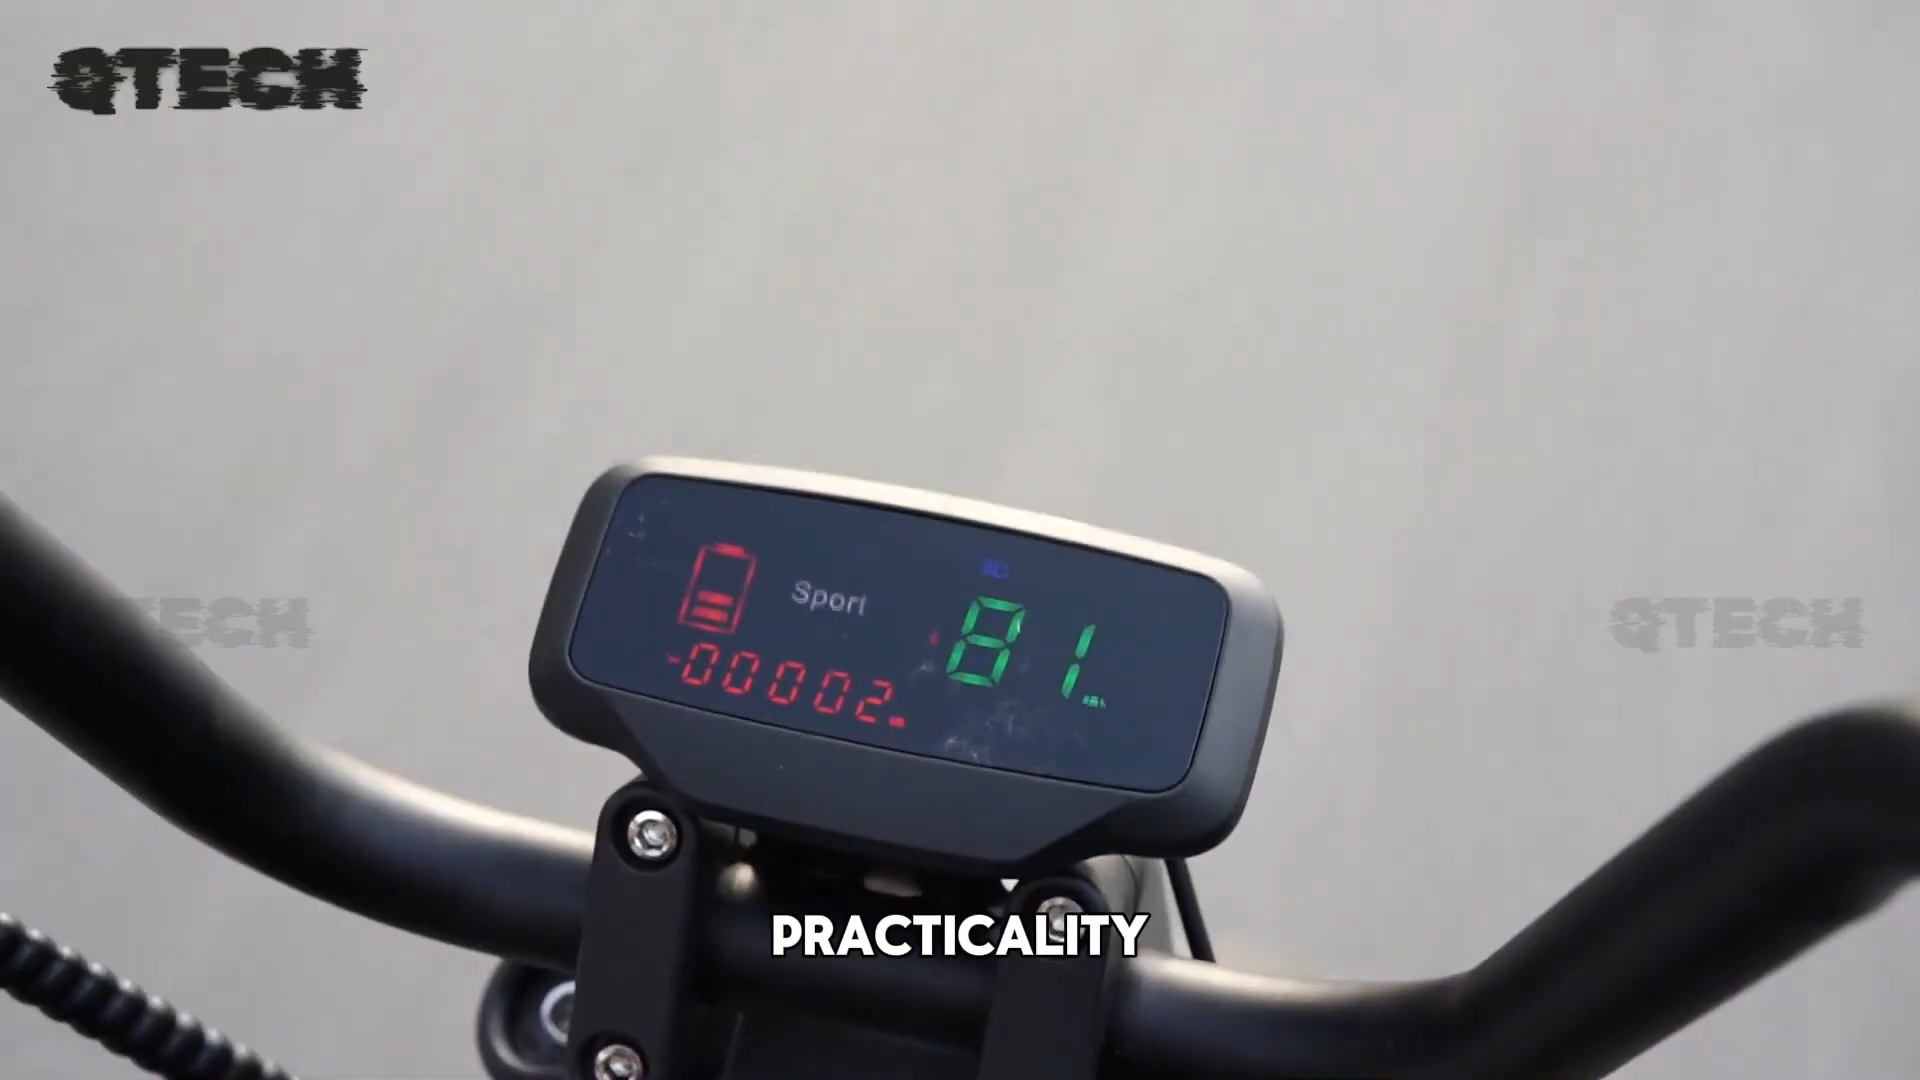 QTECH
Sport
81
-00002
QTECH
QTECH
PRACTICALITY